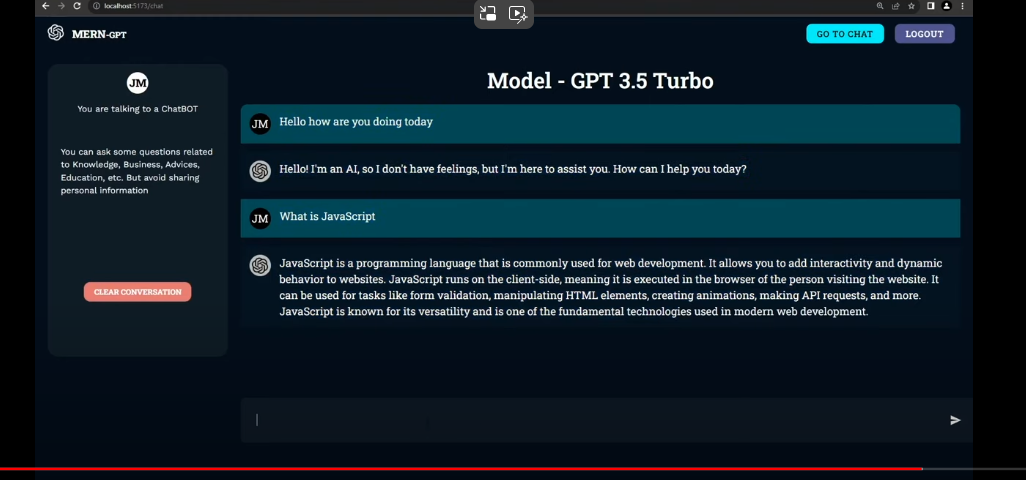 localhost:5173/chat
MERN-GPT
GO TO CHAT
LOGOUT
JM
You are talking to a ChatBOT
You can ask some questions related
to Knowledge, Business, Advices,
Education, etc. But avoid sharing
personal information
CLEAR CONVERSATION
Model - GPT 3.5 Turbo
JM Hello how are you doing today
Hello! I'm an AI, so I don't have feelings, but I'm here to assist you. How can I help you today?
JM What is JavaScript
JavaScript is a programming language that is commonly used for web development. It allows you to add interactivity and dynamic
behavior to websites. JavaScript runs on the client-side, meaning it is executed in the browser of the person visiting the website. It
can be used for tasks like form validation, manipulating HTML elements, creating animations, making API requests, and more.
JavaScript is known for its versatility and is one of the fundamental technologies used in modern web development.